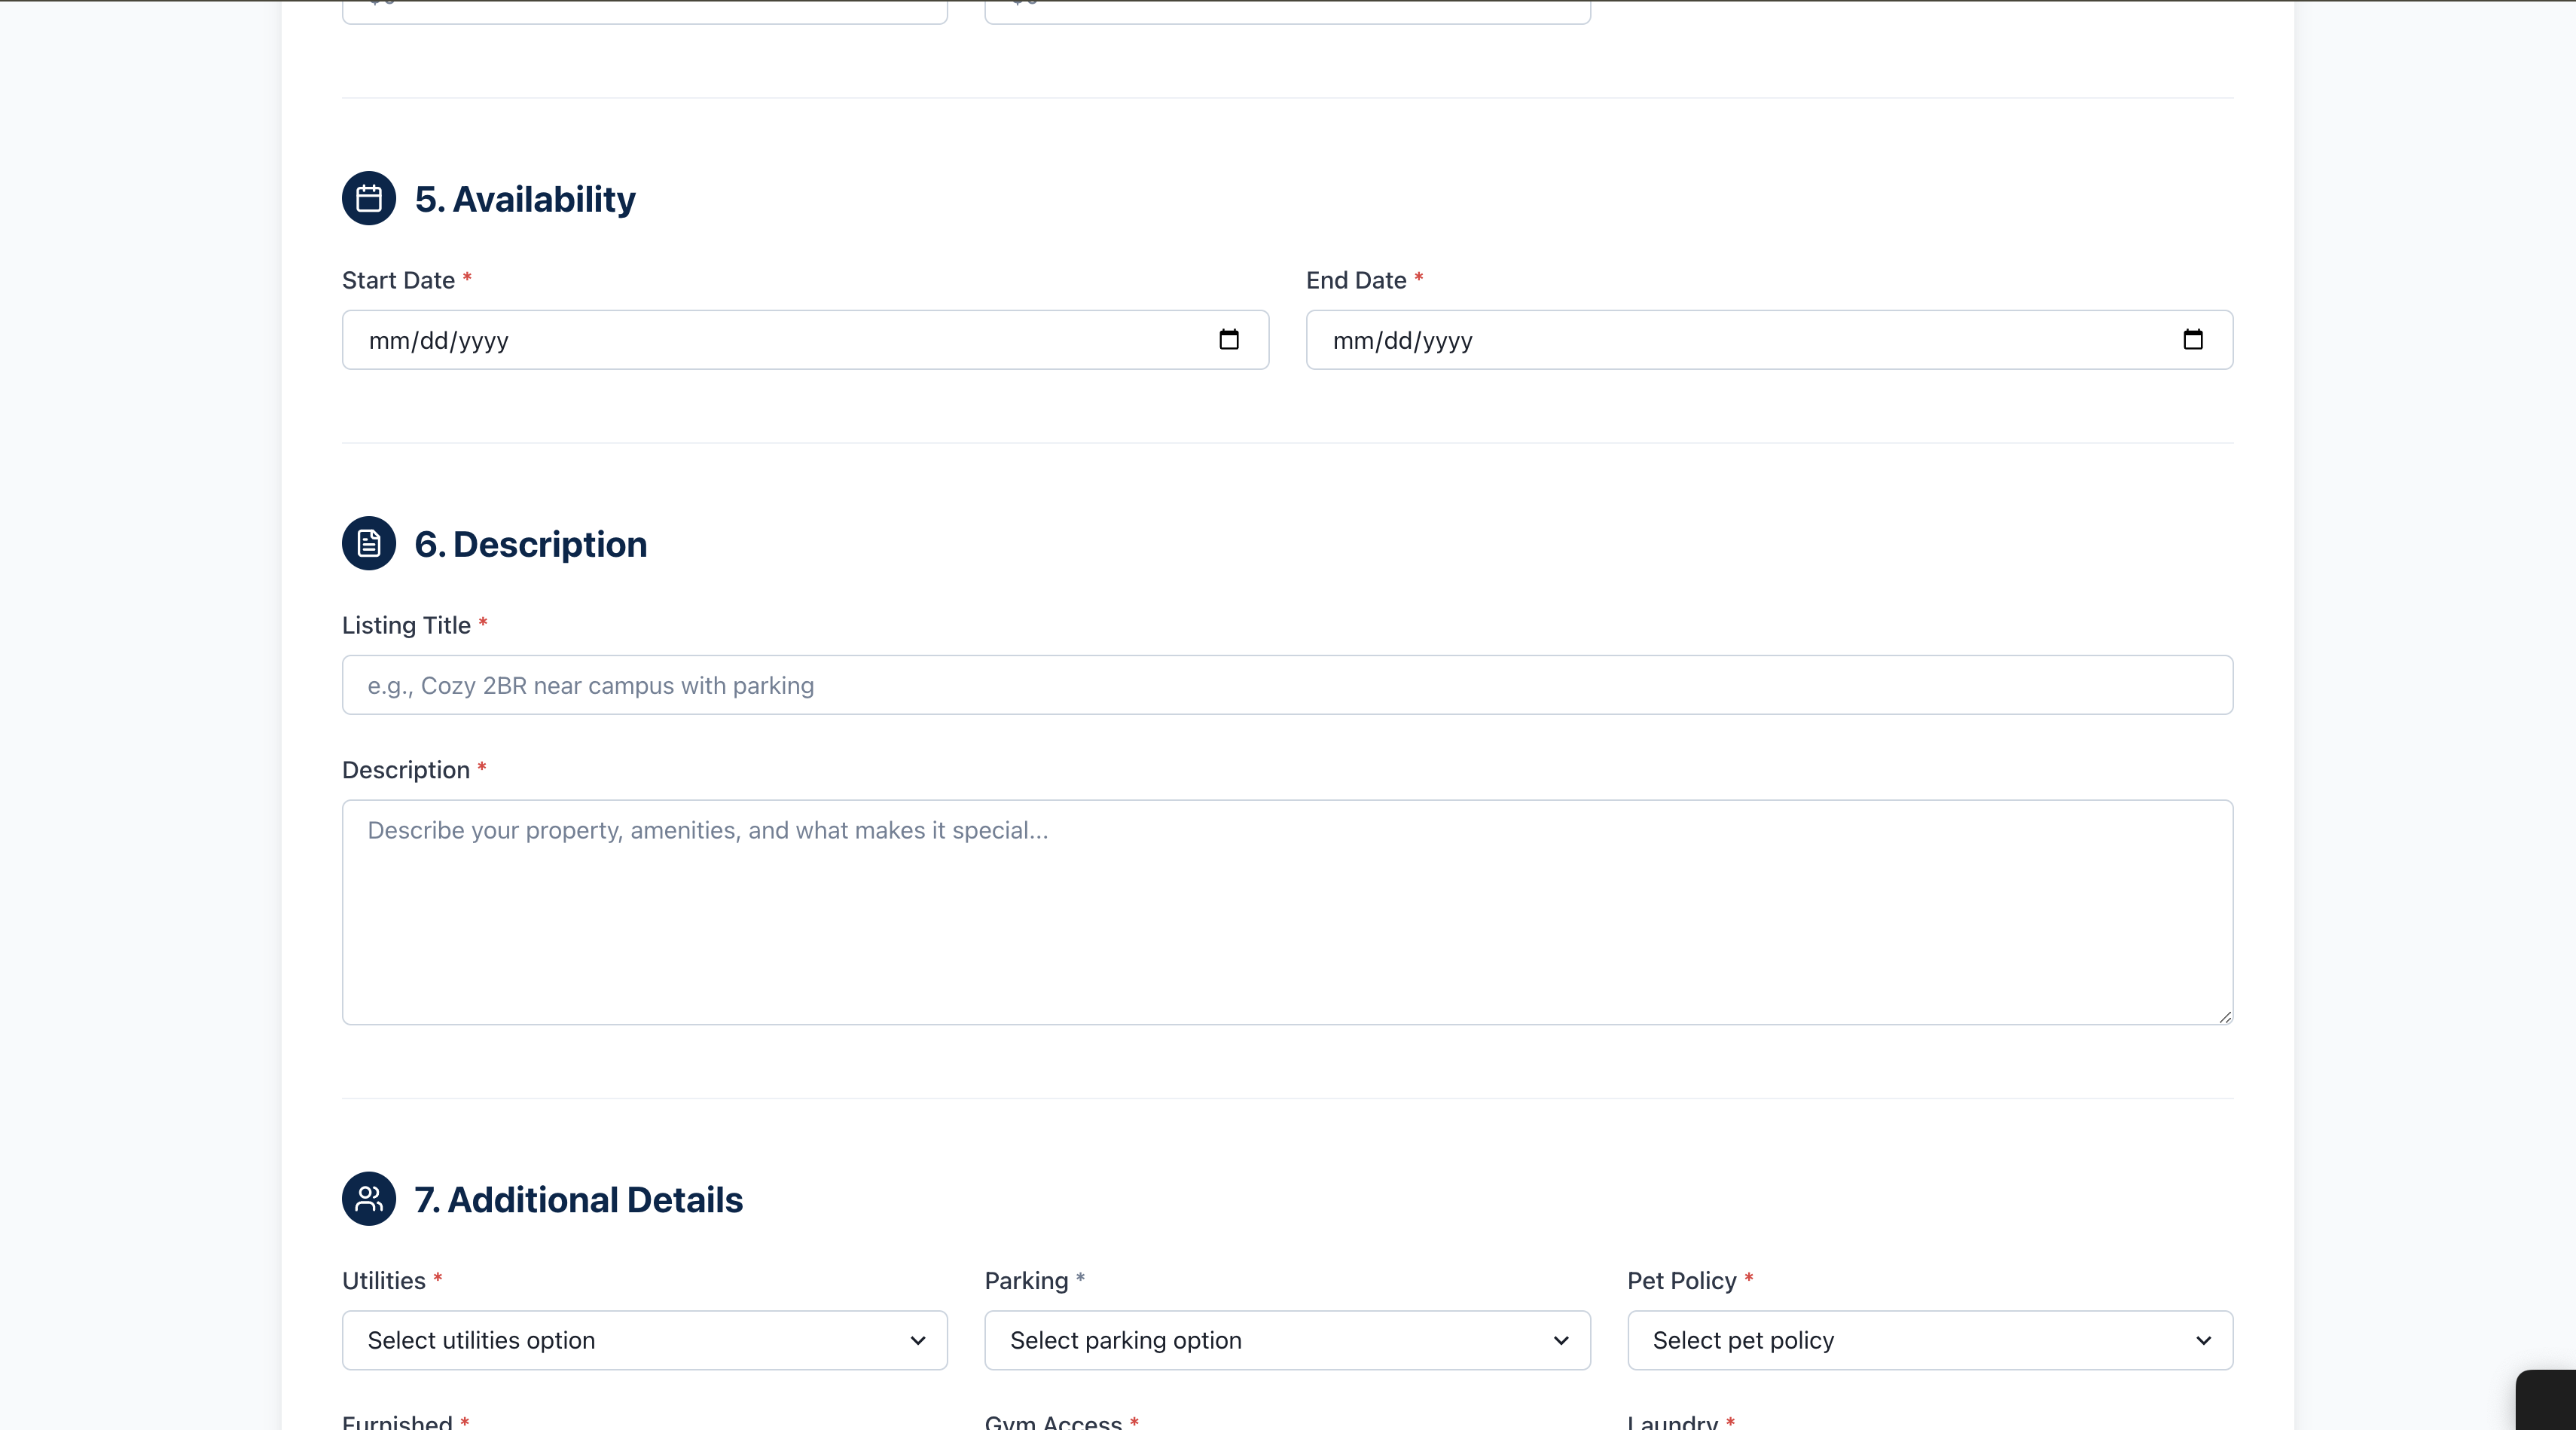 5. Availability
Start Date *
End Date *
mm/dd/yyyy
mm/dd/yyyy
6. Description
Listing Title *
e.g., Cozy 2BR near campus with parking
Description *
Describe your property, amenities, and what makes it special...
7. Additional Details
Utilities *
Parking *
Pet Policy *
Select utilities option
Select parking option
Select pet policy
Furnished *
Gym Access *
Laundry *